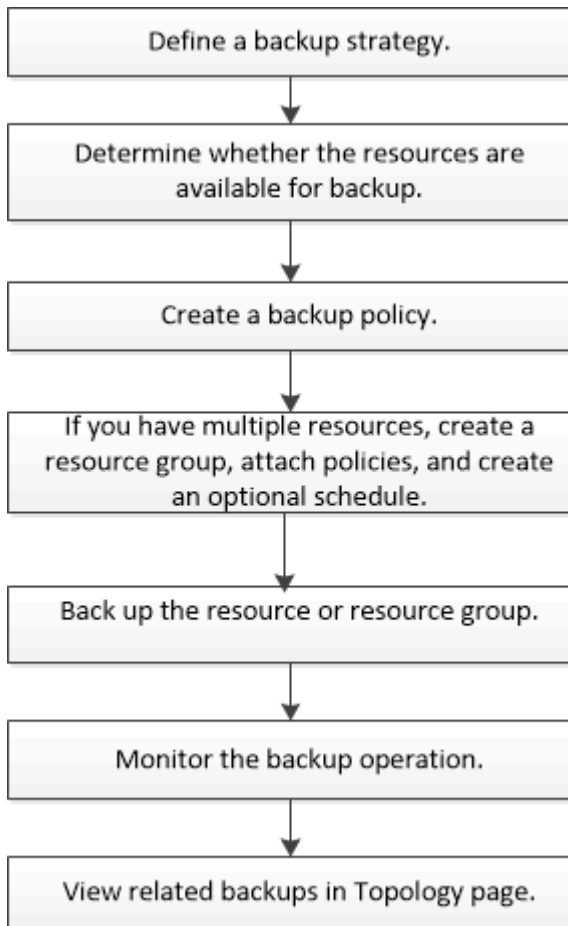 Define a backup strategy.
Determine whether the resources are
available for backup.
Create a backup policy.
If you have multiple resources, create a
resource group, attach policies, and create
an optional schedule.
Back up the resource or resource group.
Monitor the backup operation.
View related backups in Topology page.